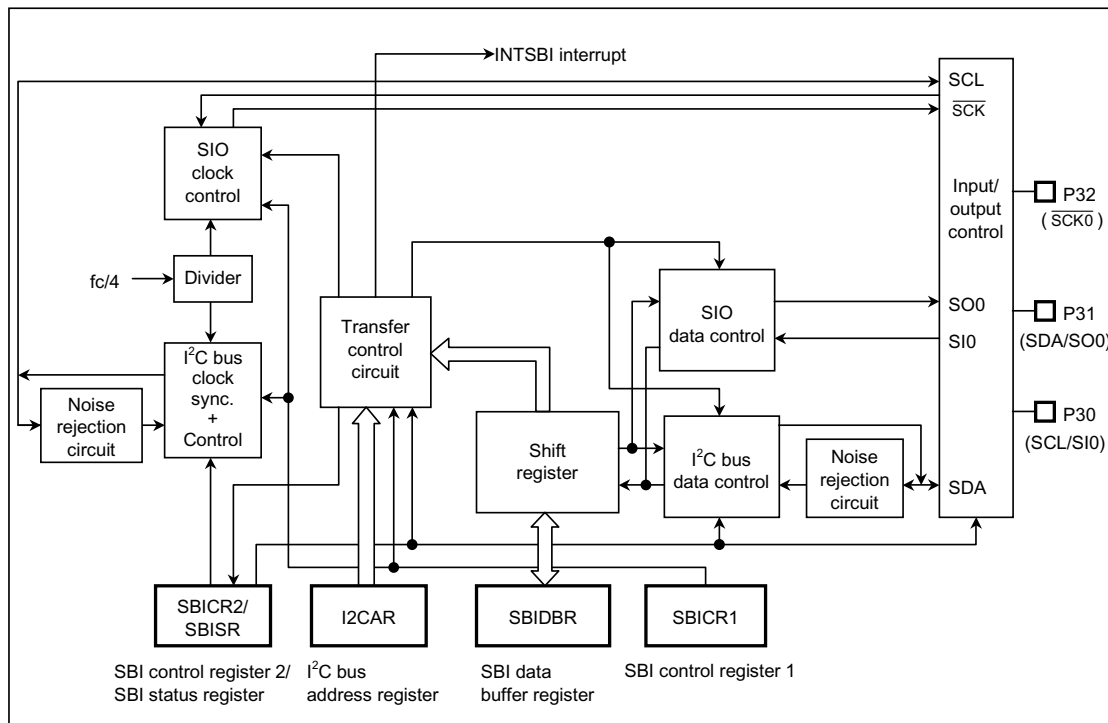 INTSBI interrupt
SCL
SCK
SIO
clock
control
Input/
output
control
P32
(SCK0)
fc/4
Divider
SIO
data control
SO0
P31
(SDA/SO0)
SI0
Transfer
control
circuit
I²C bus
clock
sync.
+
Control
Noise
rejection
circuit
P30
(SCL/SI0)
Shift
register
I²C bus
data control
Noise
rejection
circuit
SDA
SBICR2/
SBISR
I2CAR
SBIDBR
SBICR1
SBI control register 2/
SBI status register
I²C bus
address register
SBI data
buffer register
SBI control register 1